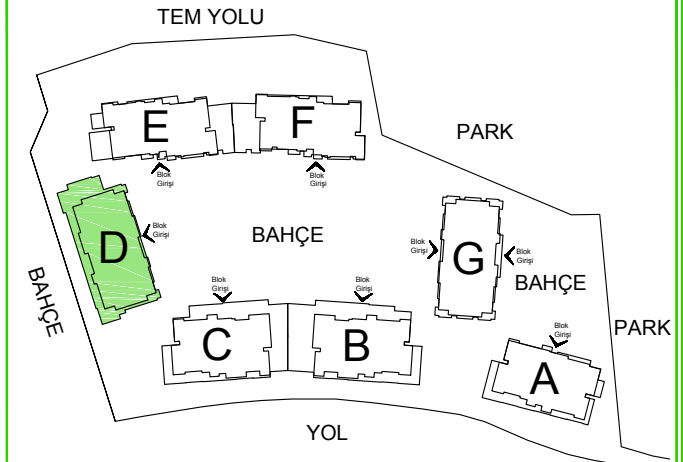 TEM YOLU
E
F
PARK
Blok
Girişi
Blok
Girişi
D
Blok
Girişi
BAHÇE
Blok
Girişi
G
Blok
Girişi
BAHÇE
BAHÇE
Blok
Girişi
Blok
Girişi
C
B
Blok
Girişi
A
PARK
YOL